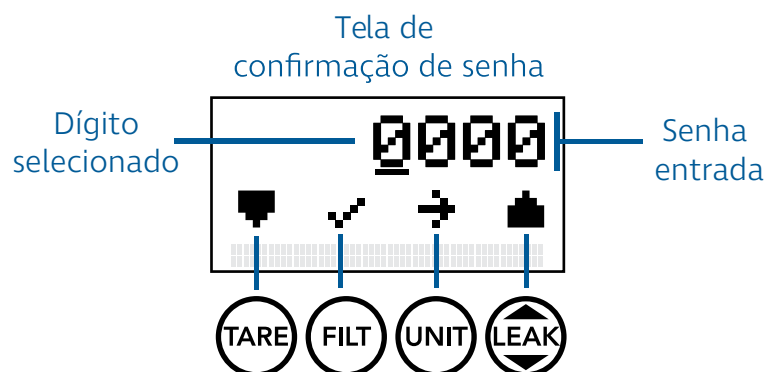 Tela de
confirmação de senha
Dígito
selecionado
0000
Senha
entrada
TARE FILT UNIT LEAK